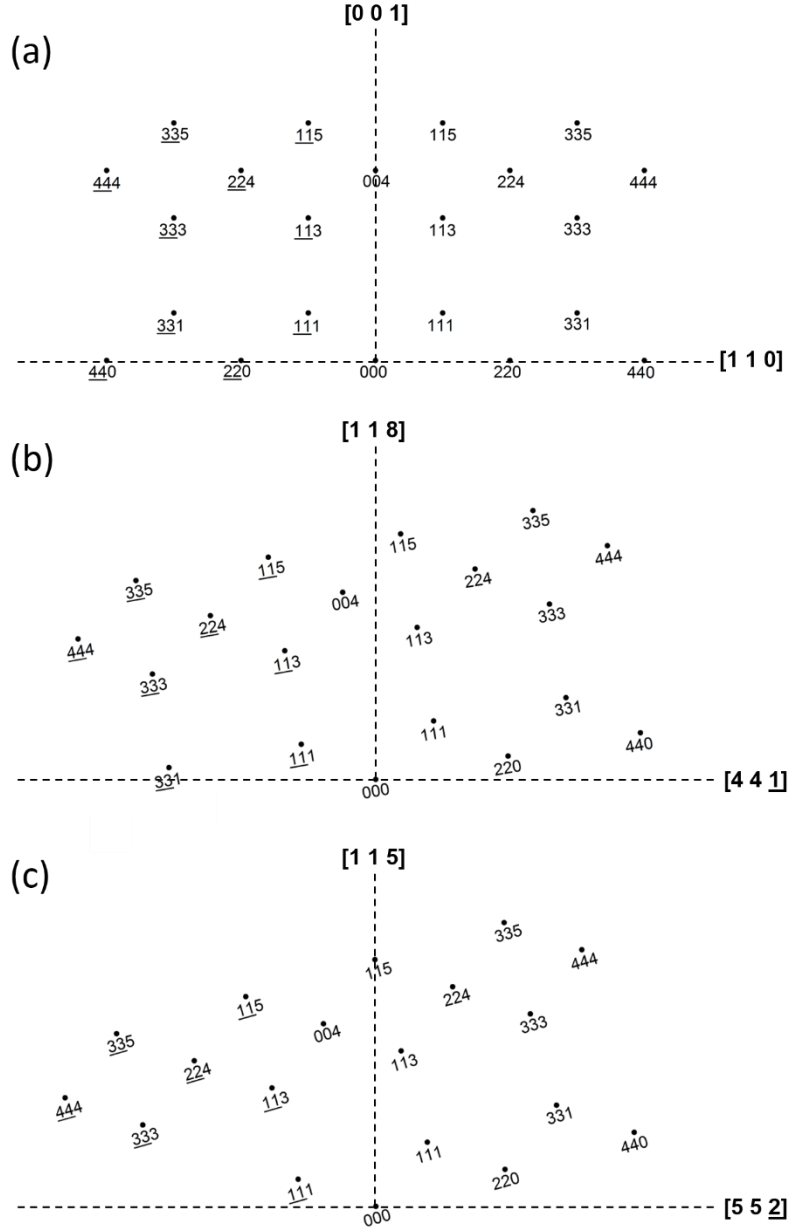 [0 0 1]
(a)
335 115 115 335
444 224 004 224 444
333 113 113 333
331 111 111 331
440 220 000 220 440 [1 1 0]
[1 1 8]
(b)
335
115
444
115 224
335
004 333
224 113
444 113
333
331
111 440
111 220
331 [4 4 1]
000
[1 1 5]
(c)
335
444
115
115 224
004 333
335 113
224
113
444 331
333 440
111
220
111
[5 5 2]
000